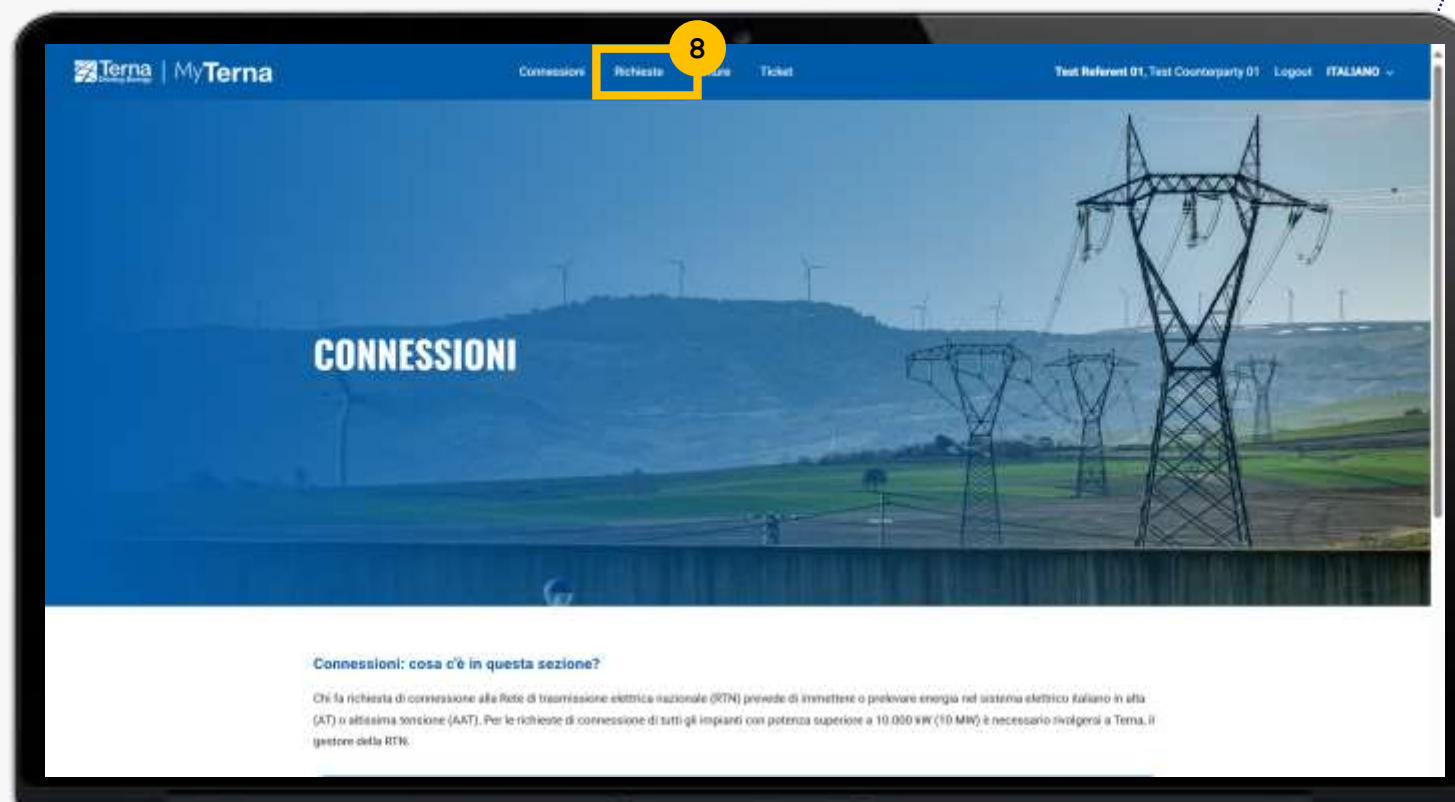 8
Terna Driving Energy | MyTerna
Connessioni Richieste Ticket
Test Referent 01, Test Counterparty 01 Logout ITALIANO
CONNESSIONI
Connessioni: cosa c'è in questa sezione?
Chi fa richiesta di connessione alla Rete di trasmissione elettrica nazionale (RTN) prevede di immettere o prelevare energia nel sistema elettrico italiano in alta
(AT) o altissima tensione (AAT). Per le richieste di connessione di tutti gli impianti con potenza superiore a 10.000 kW (10 MW) è necessario rivolgersi a Terna, il
gestore della RTN.